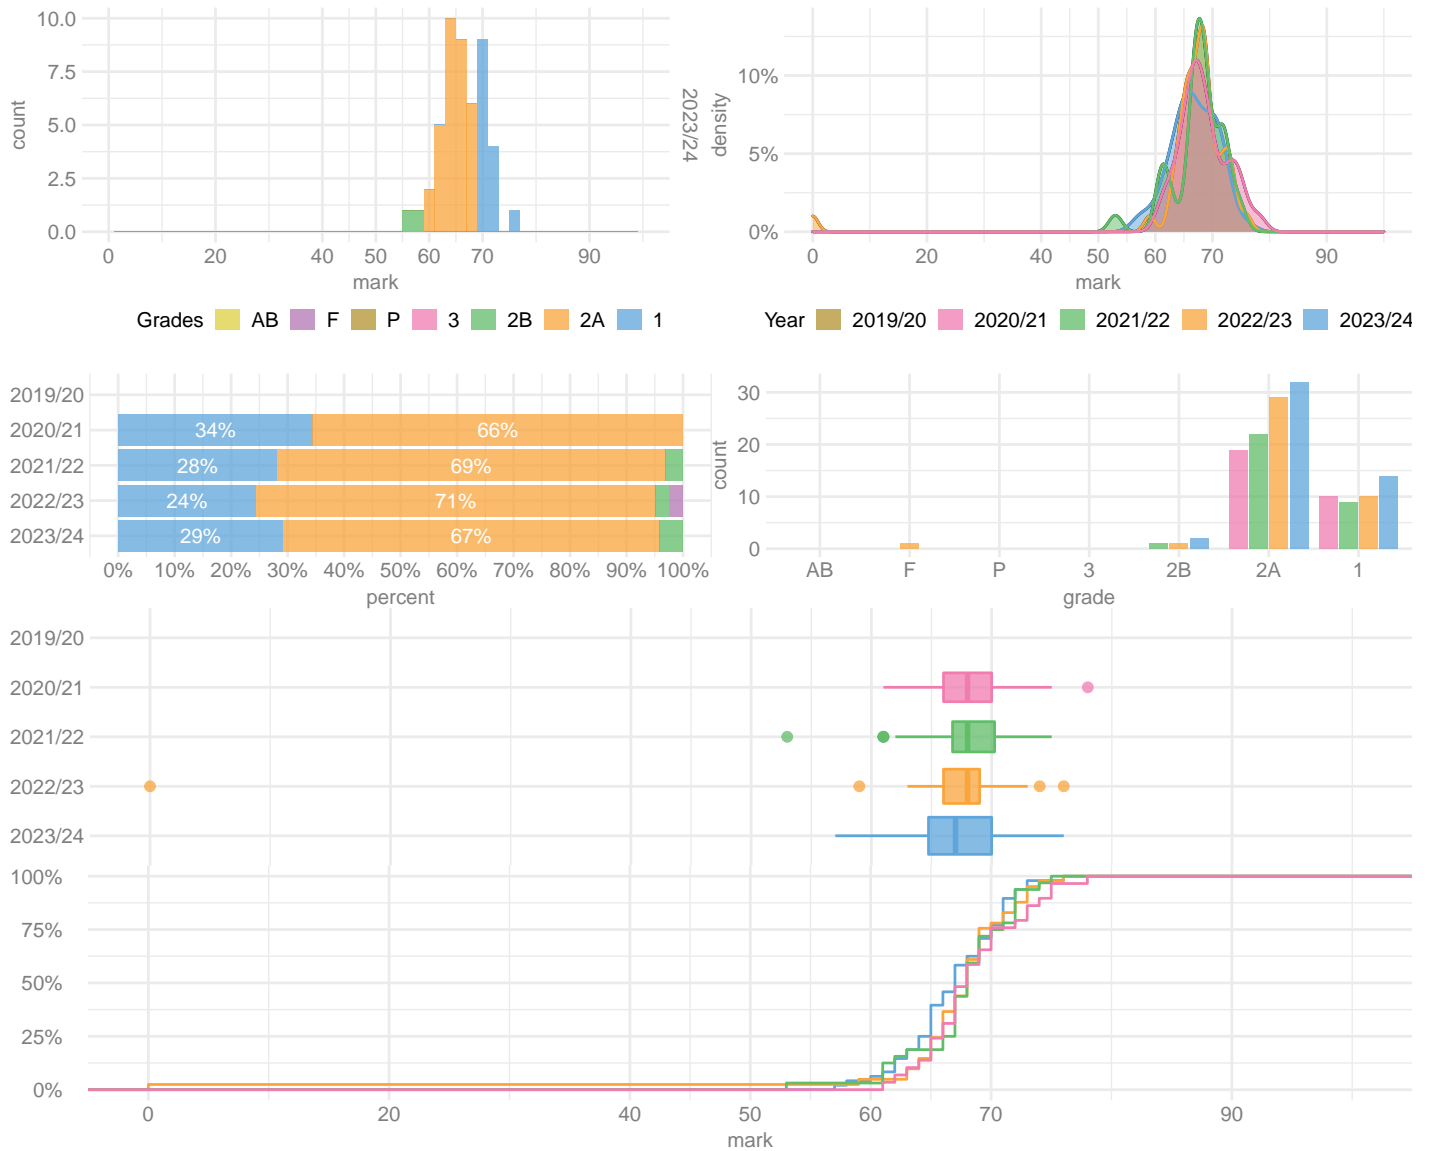 10.0
7.5
5.0
2.5
0.0
count
0 20 40 50 60 70 90
mark
2023/24
10%
5%
0%
density
0 20 40 50 60 70 90
mark
Grades AB F P 3 2B 2A 1
Year 2019/20 2020/21 2021/22 2022/23 2023/24
2019/20
2020/21 34% 66%
2021/22 28% 69%
2022/23 24% 71%
2023/24 29% 67%
0% 10% 20% 30% 40% 50% 60% 70% 80% 90% 100%
percent
30
20
10
0
count
AB F P 3 2B 2A 1
grade
2019/20
2020/21
2021/22
2022/23
2023/24
100%
75%
50%
25%
0%
0 20 40 50 60 70 90
mark